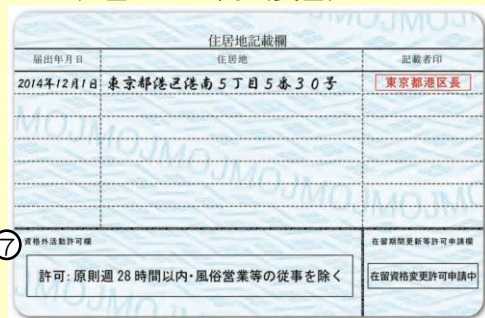 住居地記載欄
届出年月日 住居地 記載者印
2014年12月1日 東京都港区港南5丁目5番30号 東京都港区長
MOJMOJMOJMOJMOJMOJ
⑦ 資格外活動許可欄 在留期間更新等許可申請欄
許可:原則週28時間以内・風俗営業等の従事を除く 在留資格変更許可申請中